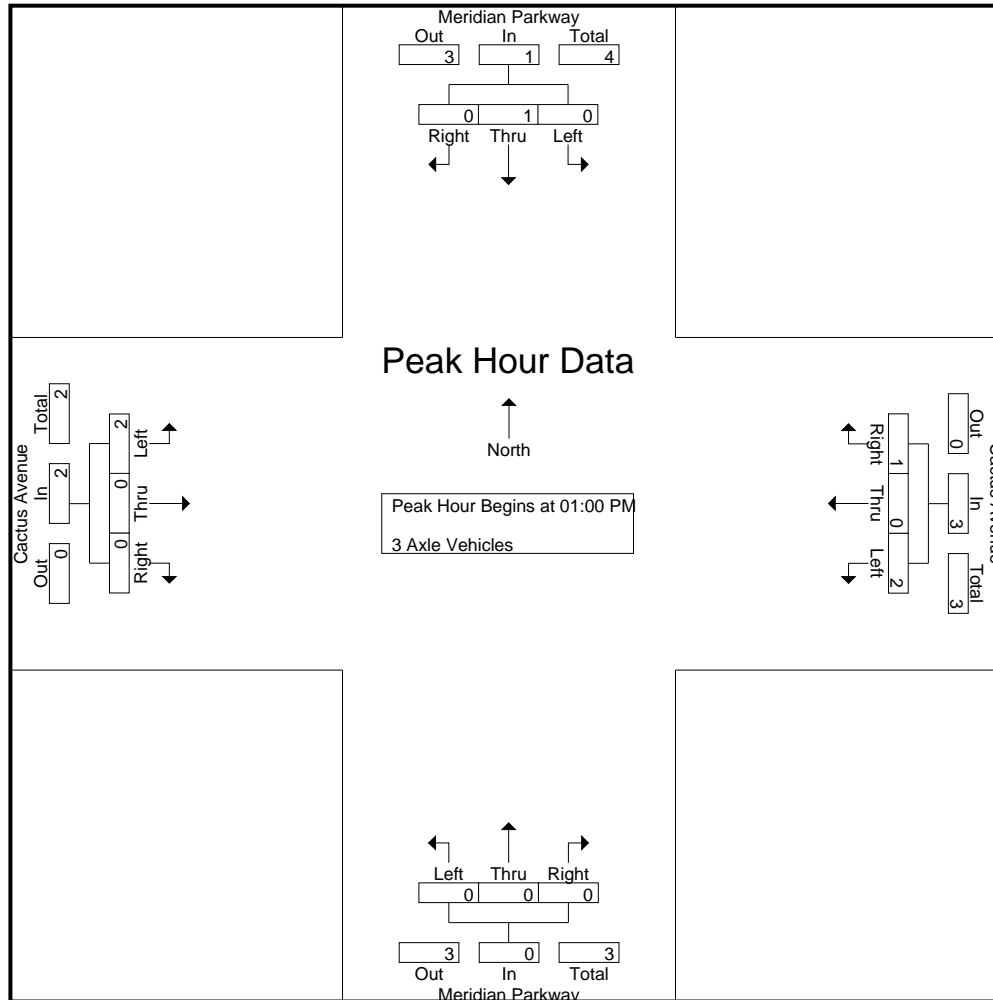 Meridian Parkway
Out In Total
3 1 4
0 1 0
Right Thru Left
Peak Hour Data
North
Peak Hour Begins at 01:00 PM
3 Axle Vehicles
Cactus Avenue
Out In Total
0 2 2
Left Thru Right
2 0 0
Out In Total
0 3 3
Right Thru Left
1 0 2
Left Thru Right
0 0 0
3 0 3
Out In Total
Meridian Parkway